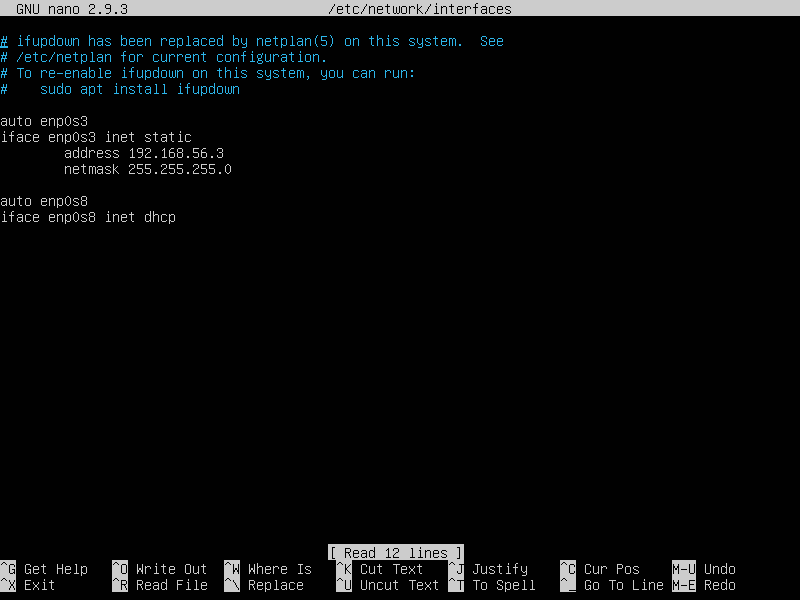 GNU nano 2.9.3 /etc/network/interfaces
# ifupdown has been replaced by netplan(5) on this system.  See
# /etc/netplan for current configuration.
# To re-enable ifupdown on this system, you can run:
#    sudo apt install ifupdown
auto enp0s3
iface enp0s3 inet static
        address 192.168.56.3
        netmask 255.255.255.0
auto enp0s8
iface enp0s8 inet dhcp
[ Read 12 lines ]
^G Get Help ^O Write Out ^W Where Is ^K Cut Text ^J Justify ^C Cur Pos M-U Undo
^X Exit ^R Read File ^\ Replace ^U Uncut Text ^T To Spell ^_ Go To Line M-E Redo